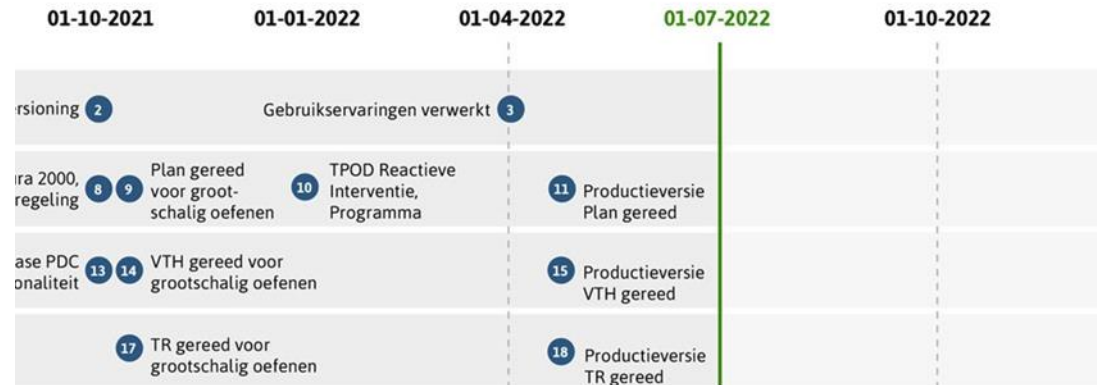 01-10-2021 01-01-2022 01-04-2022 01-07-2022 01-10-2022
rsioning 2 Gebruikservaringen verwerkt 3
ra 2000,
regeling
8 9
Plan gereed
voor groot-
schalig oefenen
10
TPOD Reactieve
Interventie,
Programma
11
Productieversie
Plan gereed
ase PDC
onaliteit
13 14
VTH gereed voor
grootschalig oefenen
15
Productieversie
VTH gereed
17
TR gereed voor
grootschalig oefenen
18
Productieversie
TR gereed